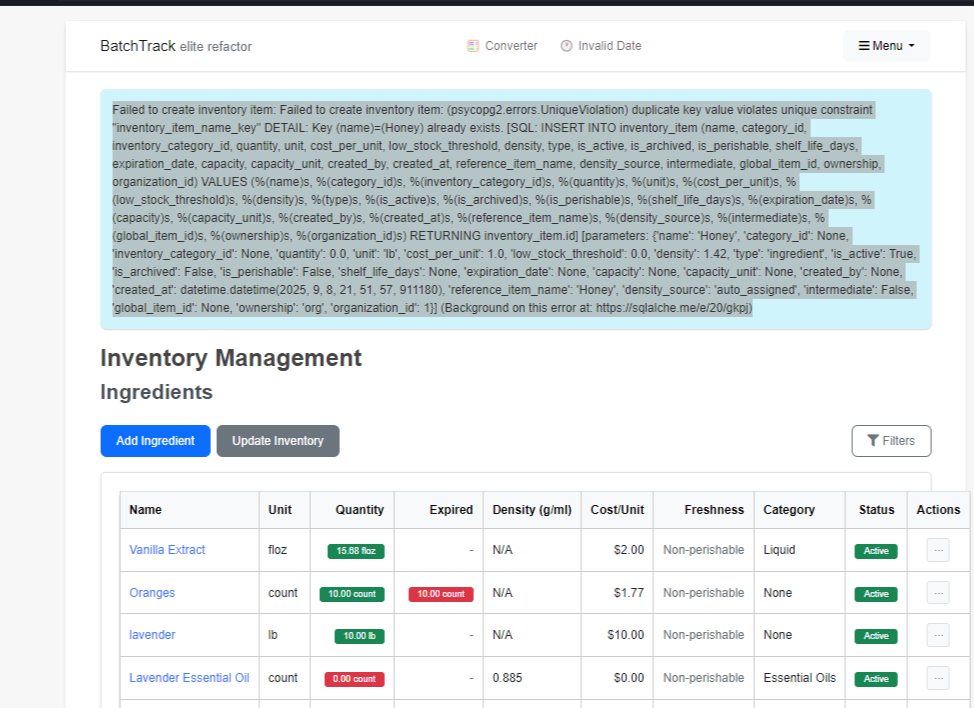 BatchTrack elite refactor
Converter
Invalid Date
Menu
Failed to create inventory item: Failed to create inventory item: (psycopg2.errors.UniqueViolation) duplicate key value violates unique constraint
"inventory_item_name_key" DETAIL: Key (name)=(Honey) already exists. [SQL: INSERT INTO inventory_item (name, category_id,
inventory_category_id, quantity, unit, cost_per_unit, low_stock_threshold, density, type, is_active, is_archived, is_perishable, shelf_life_days,
expiration_date, capacity, capacity_unit, created_by, created_at, reference_item_name, density_source, intermediate, global_item_id, ownership,
organization_id) VALUES (%(name)s, %(category_id)s, %(inventory_category_id)s, %(quantity)s, %(unit)s, %(cost_per_unit)s, %
(low_stock_threshold)s, %(density)s, %(type)s, %(is_active)s, %(is_archived)s, %(is_perishable)s, %(shelf_life_days)s, %(expiration_date)s, %
(capacity)s, %(capacity_unit)s, %(created_by)s, %(created_at)s, %(reference_item_name)s, %(density_source)s, %(intermediate)s, %
(global_item_id)s, %(ownership)s, %(organization_id)s) RETURNING inventory_item.id] [parameters: {'name': 'Honey', 'category_id': None,
'inventory_category_id': None, 'quantity': 0.0, 'unit': 'lb', 'cost_per_unit': 1.0, 'low_stock_threshold': 0.0, 'density': 1.42, 'type': 'ingredient', 'is_active': True,
'is_archived': False, 'is_perishable': False, 'shelf_life_days': None, 'expiration_date': None, 'capacity': None, 'capacity_unit': None, 'created_by': None,
'created_at': datetime.datetime(2025, 9, 8, 21, 51, 57, 911180), 'reference_item_name': 'Honey', 'density_source': 'auto_assigned', 'intermediate': False,
'global_item_id': None, 'ownership': 'org', 'organization_id': 1}] (Background on this error at: https://sqlalche.me/e/20/gkpj)
Inventory Management
Ingredients
Add Ingredient
Update Inventory
Filters
Name Unit Quantity Expired Density (g/ml) Cost/Unit Freshness Category Status Actions
Vanilla Extract floz 15.68 floz - N/A $2.00 Non-perishable Liquid Active ...
Oranges count 10.00 count 10.00 count N/A $1.77 Non-perishable None Active ...
lavender lb 10.00 lb - N/A $10.00 Non-perishable None Active ...
Lavender Essential Oil count 0.00 count - 0.885 $0.00 Non-perishable Essential Oils Active ...